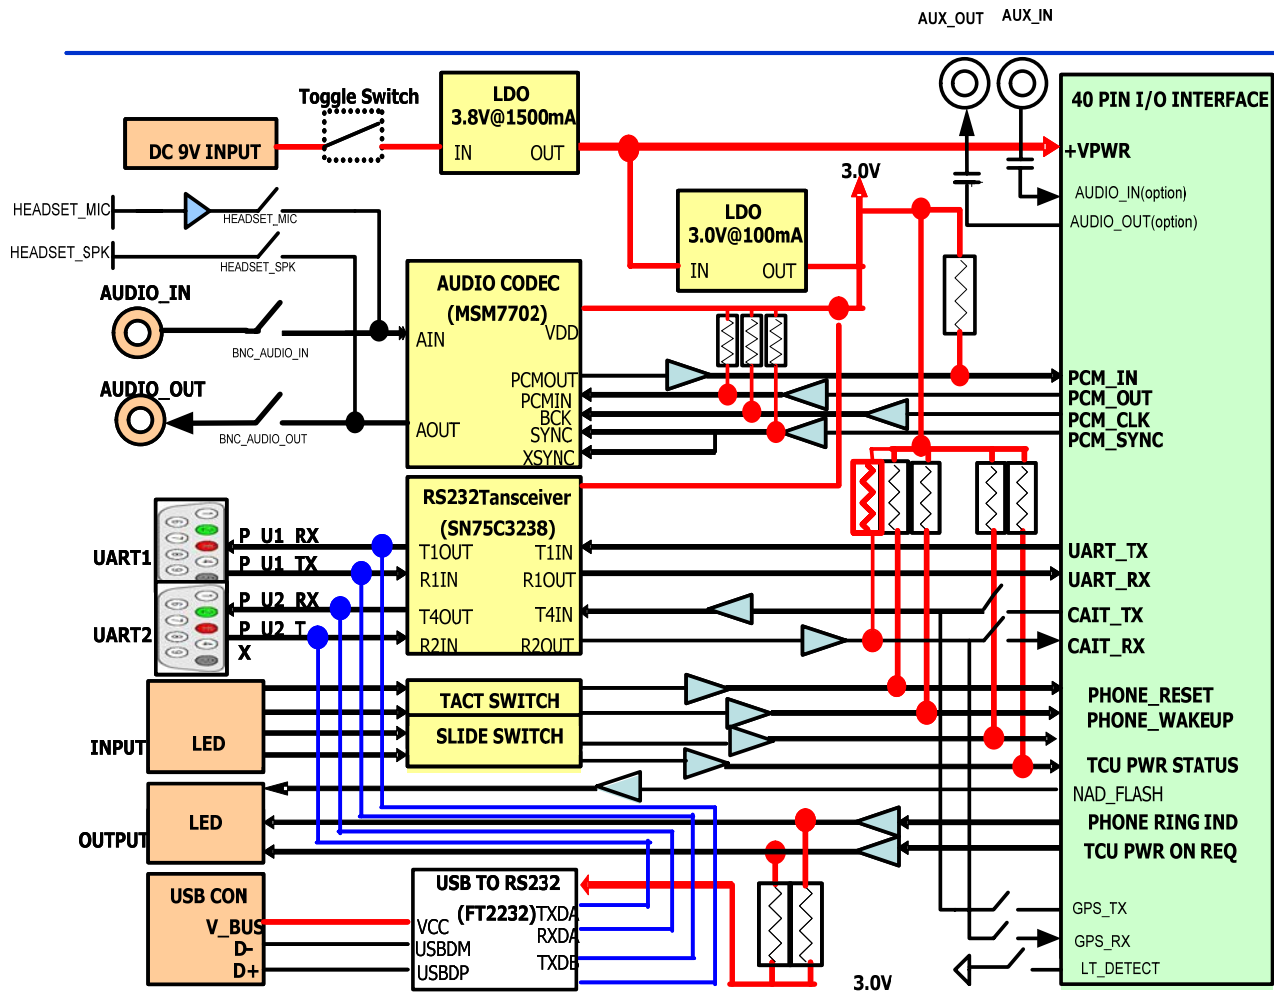 AUX_OUT
AUX_IN
Toggle Switch
LDO
3.8V@1500mA
IN
OUT
40 PIN I/O INTERFACE
DC 9V INPUT
+VPWR
3.0V
AUDIO_IN(option)
AUDIO_OUT(option)
HEADSET_MIC
HEADSET_MIC
HEADSET_SPK
HEADSET_SPK
LDO
3.0V@100mA
IN
OUT
AUDIO_IN
BNC_AUDIO_IN
AUDIO_OUT
BNC_AUDIO_OUT
AUDIO CODEC
(MSM7702)
VDD
AIN
PCMOUT
PCMIN
BCK
AOUT
SYNC
XSYNC
PCM_IN
PCM_OUT
PCM_CLK
PCM_SYNC
RS232Tansceiver
(SN75C3238)
T1OUT
T1IN
R1IN
R1OUT
T4OUT
T4IN
R2IN
R2OUT
UART1
P_U1_RX
P_U1_TX
UART2
P_U2_RX
P_U2_T
X
UART_TX
UART_RX
CAIT_TX
CAIT_RX
INPUT
LED
TACT SWITCH
SLIDE SWITCH
PHONE_RESET
PHONE_WAKEUP
TCU PWR STATUS
NAD_FLASH
PHONE RING IND
TCU PWR ON REQ
OUTPUT
LED
USB CON
V_BUS
D-
D+
USB TO RS232
(FT2232)
TXDA
VCC
RXDA
USBDM
TXDB
USBDP
3.0V
GPS_TX
GPS_RX
LT_DETECT